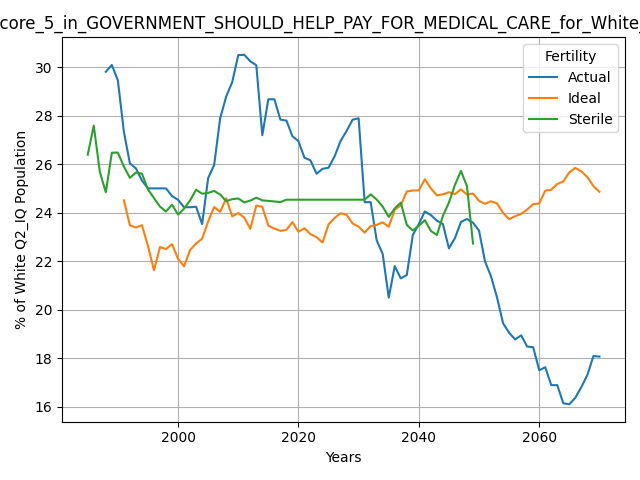 core_5_in_GOVERNMENT_SHOULD_HELP_PAY_FOR_MEDICAL_CARE_for_White_
% of White Q2_IQ Population
30
28
26
24
22
20
18
16
Fertility
Actual
Ideal
Sterile
2000
2020
2040
2060
Years